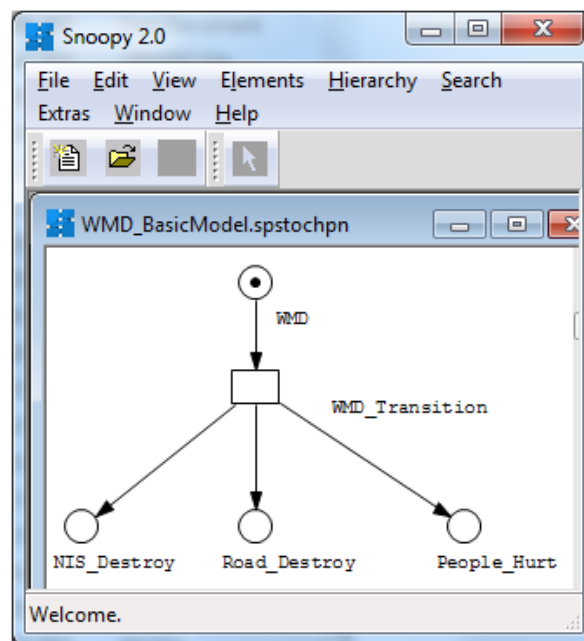 Snoopy 2.0
File Edit View Elements Hierarchy Search
Extras Window Help
WMD_BasicModel.spstochpn
WMD
WMD_Transition
NIS_Destroy Road_Destroy People_Hurt
Welcome.